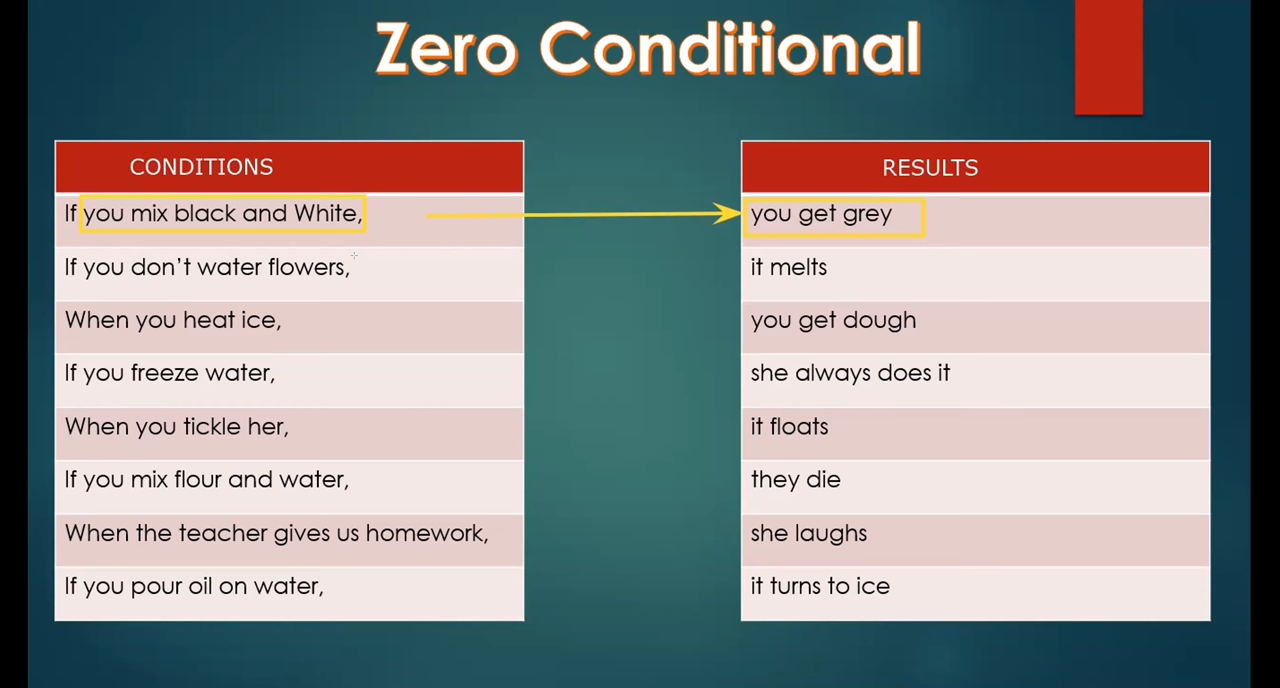 Zero Conditional
CONDITIONS
RESULTS
If you mix black and White,
you get grey
If you don’t water flowers,
it melts
When you heat ice,
you get dough
If you freeze water,
she always does it
When you tickle her,
it floats
If you mix flour and water,
they die
When the teacher gives us homework,
she laughs
If you pour oil on water,
it turns to ice